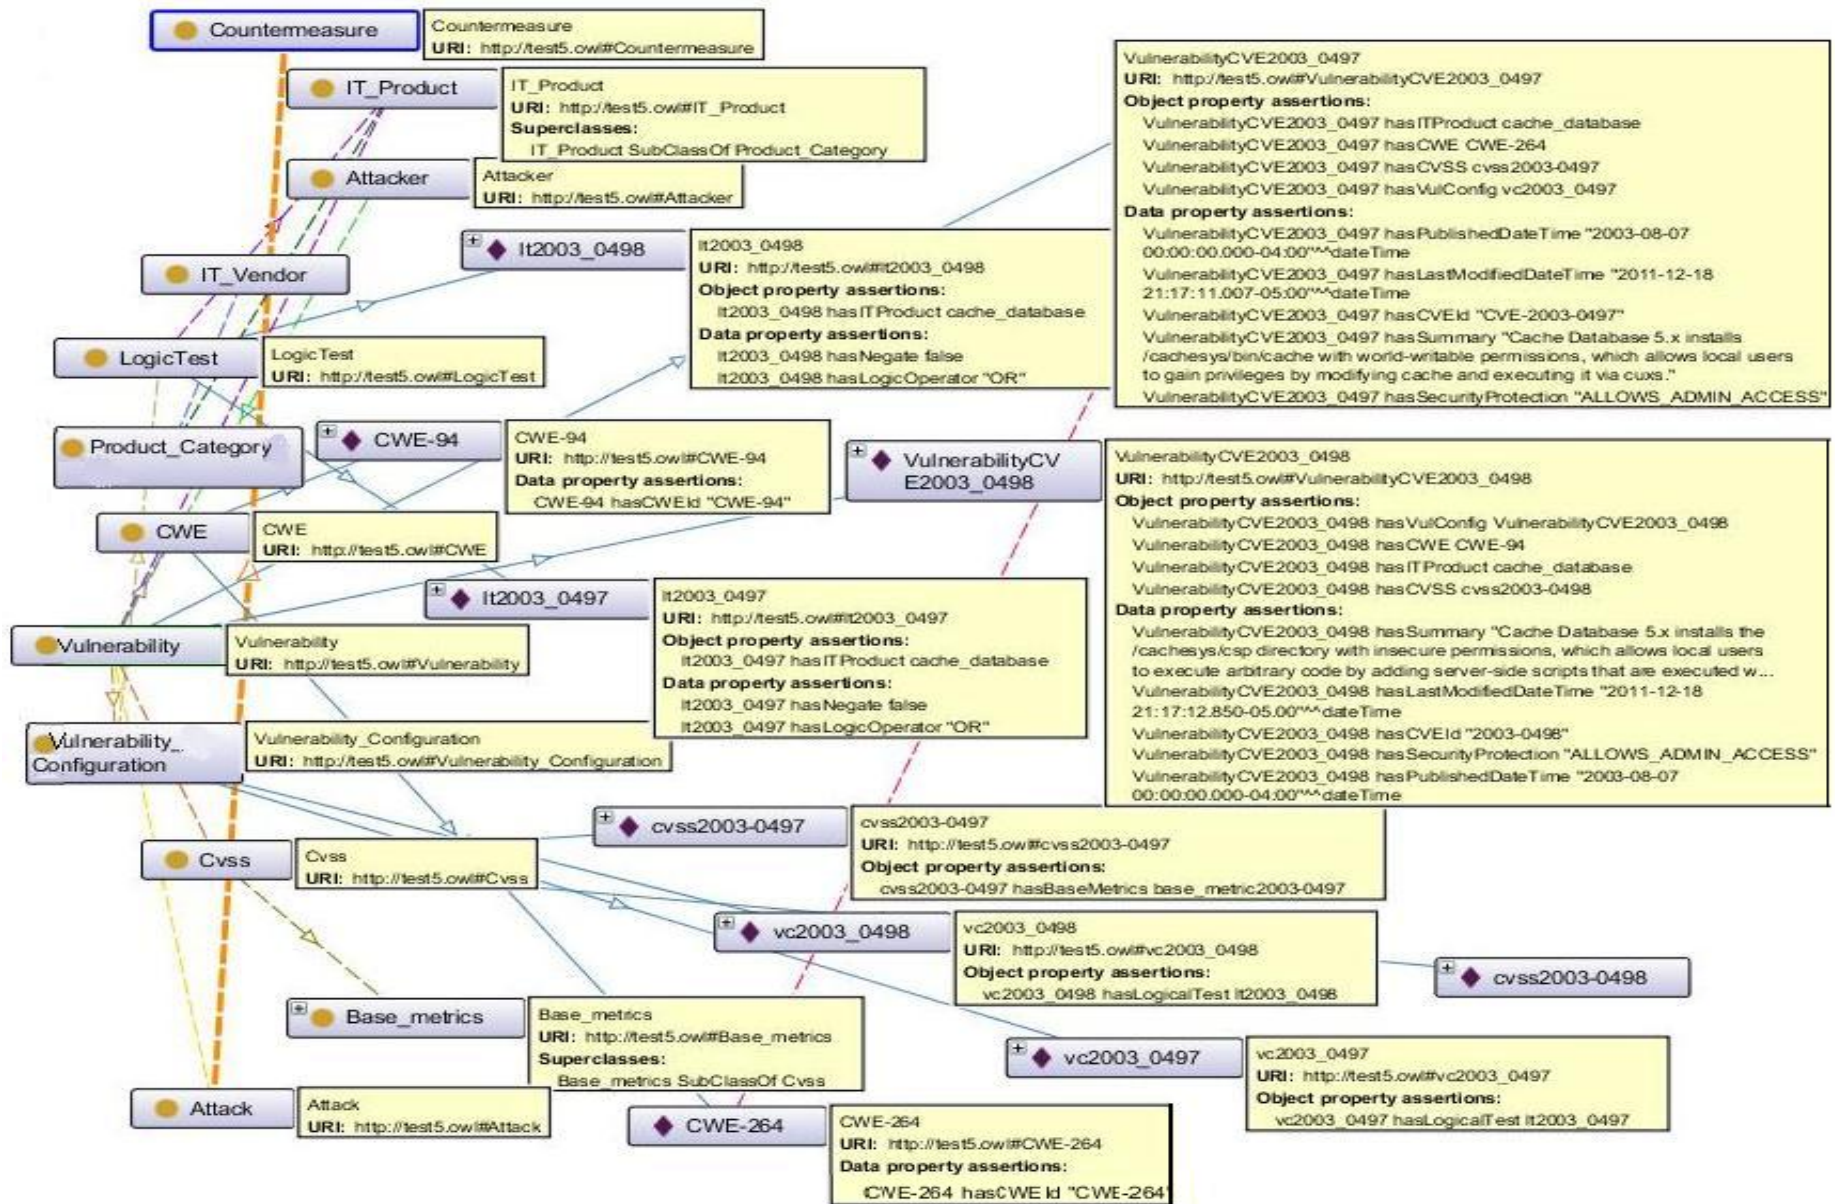 Countermeasure
Countermeasure
URI: http://test5.owl#Countermeasure
IT_Product
IT_Product
URI: http://test5.owl#IT_Product
Superclasses:
IT_Product SubClassOf Product_Category
Attacker
Attacker
URI: http://test5.owl#Attacker
VulnerabilityCVE2003_0497
URI: http://test5.owl#VulnerabilityCVE2003_0497
Object property assertions:
VulnerabilityCVE2003_0497 hasITProduct cache_database
VulnerabilityCVE2003_0497 hasCWE CWE-264
VulnerabilityCVE2003_0497 hasCVSS cvss2003-0497
VulnerabilityCVE2003_0497 hasVulConfig vc2003_0497
Data property assertions:
VulnerabilityCVE2003_0497 hasPublishedDateTime "2003-08-07
00:00:00.000-04:00"^^dateTime
VulnerabilityCVE2003_0497 hasLastModifiedDateTime "2011-12-18
21:17:11.007-05:00"^^dateTime
VulnerabilityCVE2003_0497 hasCVEId "CVE-2003-0497"
VulnerabilityCVE2003_0497 hasSummary "Cache Database 5.x installs
/cachesys/bin/cache with world-writable permissions, which allows local users
to gain privileges by modifying cache and executing it via cuxs."
VulnerabilityCVE2003_0497 hasSecurityProtection "ALLOWS_ADMIN_ACCESS"
lt2003_0498
lt2003_0498
URI: http://test5.owl#lt2003_0498
Object property assertions:
lt2003_0498 hasITProduct cache_database
Data property assertions:
lt2003_0498 hasNegate false
lt2003_0498 hasLogicOperator "OR"
IT_Vendor
LogicTest
LogicTest
URI: http://test5.owl#LogicTest
Product_Category
...
CWE-94
CWE-94
URI: http://test5.owl#CWE-94
Data property assertions:
CWE-94 hasCWEId "CWE-94"
VulnerabilityCV
E2003_0498
VulnerabilityCVE2003_0498
URI: http://test5.owl#VulnerabilityCVE2003_0498
Object property assertions:
VulnerabilityCVE2003_0498 hasVulConfig VulnerabilityCVE2003_0498
VulnerabilityCVE2003_0498 hasCWE CWE-94
VulnerabilityCVE2003_0498 hasITProduct cache_database
VulnerabilityCVE2003_0498 hasCVSS cvss2003-0498
Data property assertions:
VulnerabilityCVE2003_0498 hasSummary "Cache Database 5.x installs the
/cachesys/csp directory with insecure permissions, which allows local users
to execute arbitrary code by adding server-side scripts that are executed w...
VulnerabilityCVE2003_0498 hasLastModifiedDateTime "2011-12-18
21:17:12.850-05.00"^^dateTime
VulnerabilityCVE2003_0498 hasCVEId "2003-0498"
VulnerabilityCVE2003_0498 hasSecurityProtection "ALLOWS_ADMIN_ACCESS"
VulnerabilityCVE2003_0498 hasPublishedDateTime "2003-08-07
00:00:00.000-04:00"^^dateTime
CWE
CWE
URI: http://test5.owl#CWE
lt2003_0497
lt2003_0497
URI: http://test5.owl#lt2003_0497
Object property assertions:
lt2003_0497 hasITProduct cache_database
Data property assertions:
lt2003_0497 hasNegate false
lt2003_0497 hasLogicOperator "OR"
Vulnerability
Vulnerability
URI: http://test5.owl#Vulnerability
Vulnerability_
Configuration
Vulnerability_Configuration
URI: http://test5.owl#Vulnerability_Configuration
cvss2003-0497
cvss2003-0497
URI: http://test5.owl#cvss2003-0497
Object property assertions:
cvss2003-0497 hasBaseMetrics base_metric2003-0497
Cvss
Cvss
URI: http://test5.owl#Cvss
vc2003_0498
vc2003_0498
URI: http://test5.owl#vc2003_0498
Object property assertions:
vc2003_0498 hasLogicalTest lt2003_0498
cvss2003-0498
Base_metrics
Base_metrics
URI: http://test5.owl#Base_metrics
Superclasses:
Base_metrics SubClassOf Cvss
vc2003_0497
vc2003_0497
URI: http://test5.owl#vc2003_0497
Object property assertions:
vc2003_0497 hasLogicalTest lt2003_0497
Attack
Attack
URI: http://test5.owl#Attack
CWE-264
CWE-264
URI: http://test5.owl#CWE-264
Data property assertions:
CWE-264 hasCWEId "CWE-264"